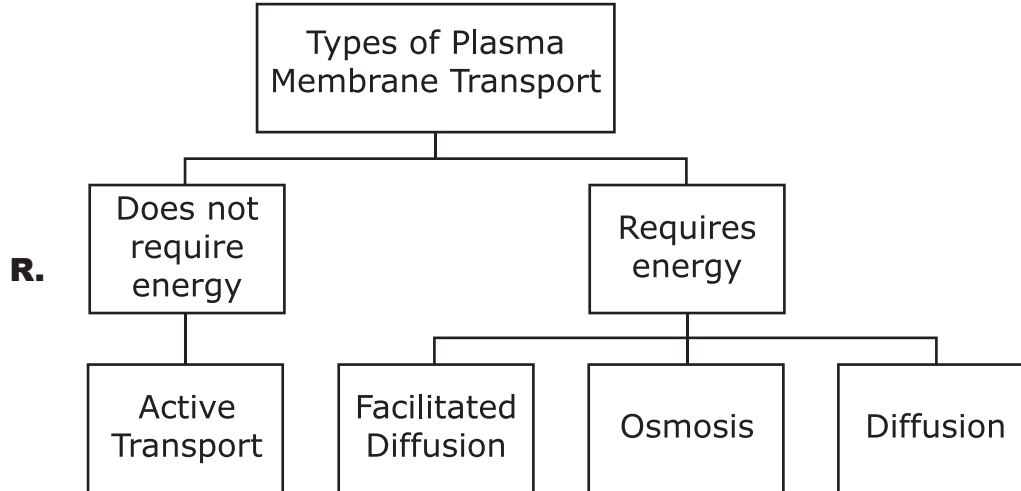 Types of Plasma
Membrane Transport
Does not
require
energy
Requires
energy
R.
Active
Transport
Facilitated
Diffusion
Osmosis
Diffusion